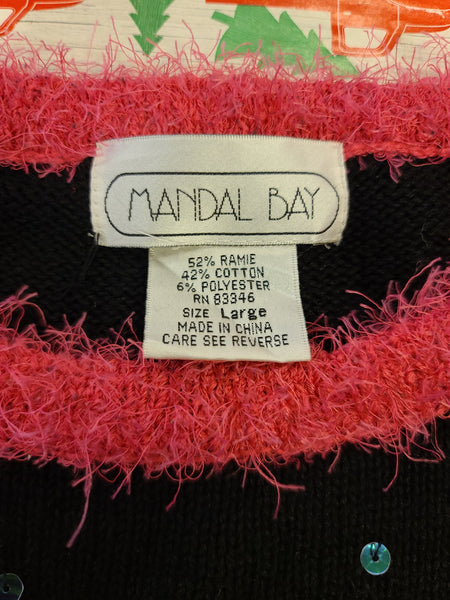 MANDAL BAY
52% RAMIE
42% COTTON
6% POLYESTER
RN 83346
SIZE Large
MADE IN CHINA
CARE SEE REVERSE